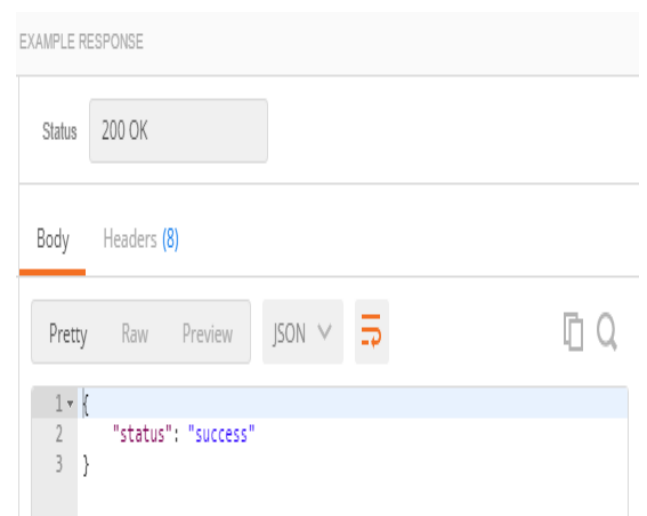 EXAMPLE RESPONSE
Status 200 OK
Body Headers (8)
Pretty Raw Preview JSON
1 {
2 "status": "success"
3 }